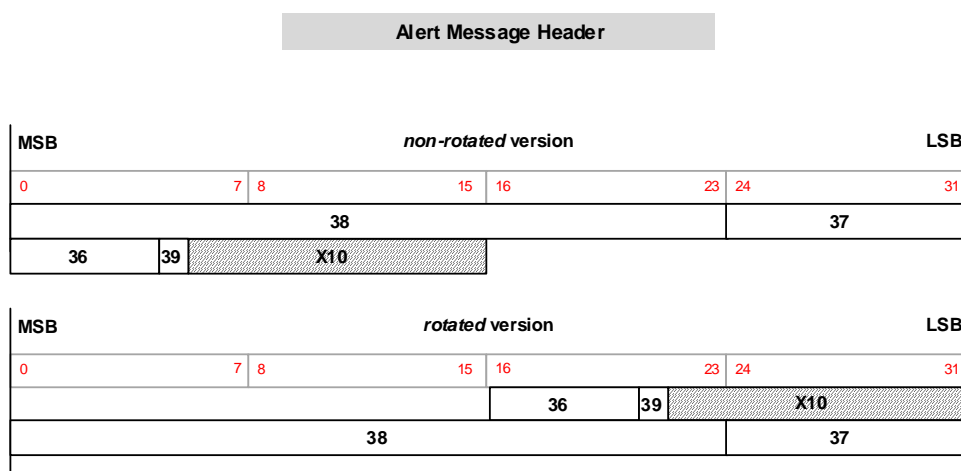 Alert Message Header
MSB non-rotated version LSB
0 7 8 15 16 23 24 31
38 37
36 39 X10
MSB rotated version LSB
0 7 8 15 16 23 24 31
36 39 X10
38 37